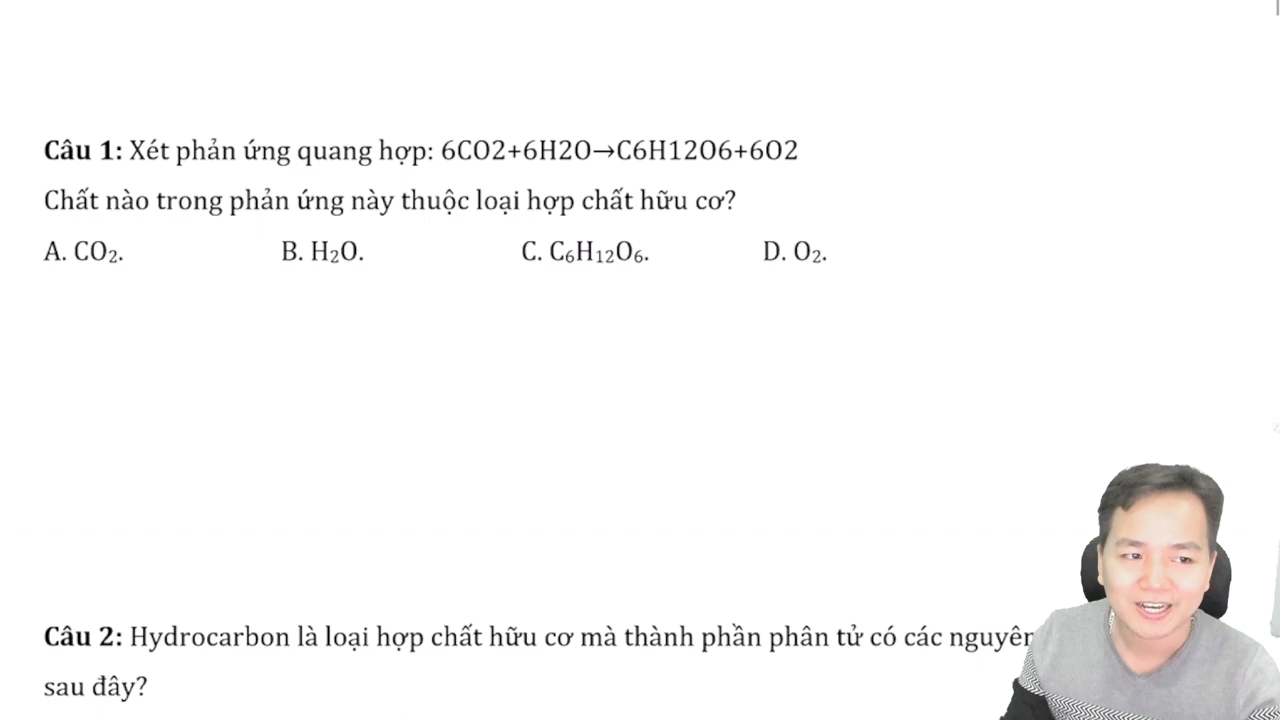 Câu 1: Xét phản ứng quang hợp: 6CO2+6H2O→C6H12O6+6O2
Chất nào trong phản ứng này thuộc loại hợp chất hữu cơ?
A. CO₂. B. H₂O. C. C₆H₁₂O₆. D. O₂.
Câu 2: Hydrocarbon là loại hợp chất hữu cơ mà thành phần phân tử có các
sau đây?